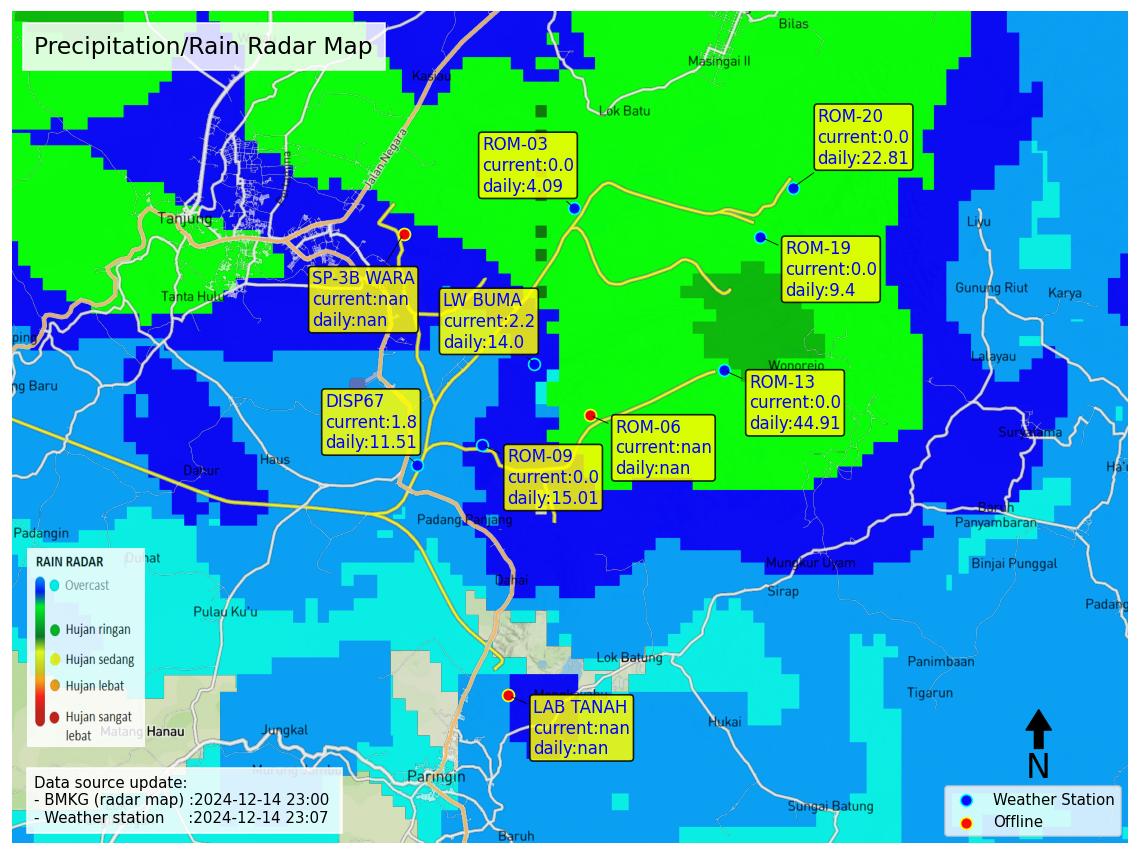 Precipitation/Rain Radar Map
Bilas
Masingai II
Kasiau
Lok Batu
Jalan Negara
ROM-03
current:0.0
daily:4.09
ROM-20
current:0.0
daily:22.81
Tanjung
Liyu
ROM-19
current:0.0
daily:9.4
SP-3B WARA
current:nan
daily:nan
LW BUMA
current:2.2
daily:14.0
Tanta Hulu
Gunung Riut
Karya
ping
Lalayau
Wonorejo
ng Baru
ROM-13
current:0.0
daily:44.91
DISP67
current:1.8
daily:11.51
ROM-06
current:nan
daily:nan
Suryatama
ROM-09
current:0.0
daily:15.01
Haus
Dahur
Ha'u
Padang Panjang
Baruh
Panyambaran
Padangin
Mungkur Uyam
Binjai Punggal
Dahai
Sirap
Pulau Ku'u
Padang
RAIN RADAR
Overcast
Hujan ringan
Hujan sedang
Hujan lebat
Hujan sangat
lebat
Lok Batung
Panimbaan
Tigarun
LAB TANAH
current:nan
daily:nan
Matang Hanau
Jungkal
Hukai
Murung Jambu
Paringin
N
Sungai Batung
Baruh
Data source update:
- BMKG (radar map) :2024-12-14 23:00
- Weather station :2024-12-14 23:07
Weather Station
Offline